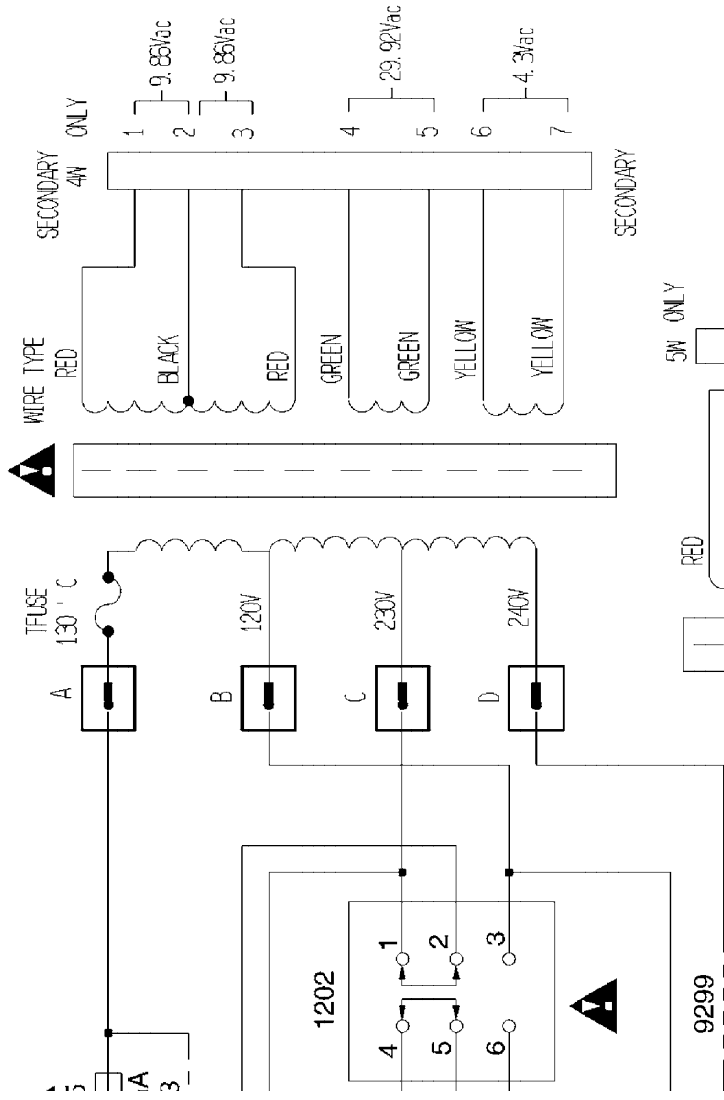 SECONDARY
4W ONLY
1
2
3
4
5
6
7
9.86Vac
9.86Vac
29.92Vac
4.3Vac
SECONDARY
WIRE TYPE
RED
BLACK
RED
GREEN
GREEN
YELLOW
YELLOW
5W ONLY
RED
TFUSE
130 ' C
120V
230V
240V
A
B
C
D
1202
1
2
3
4
5
6
9299
A